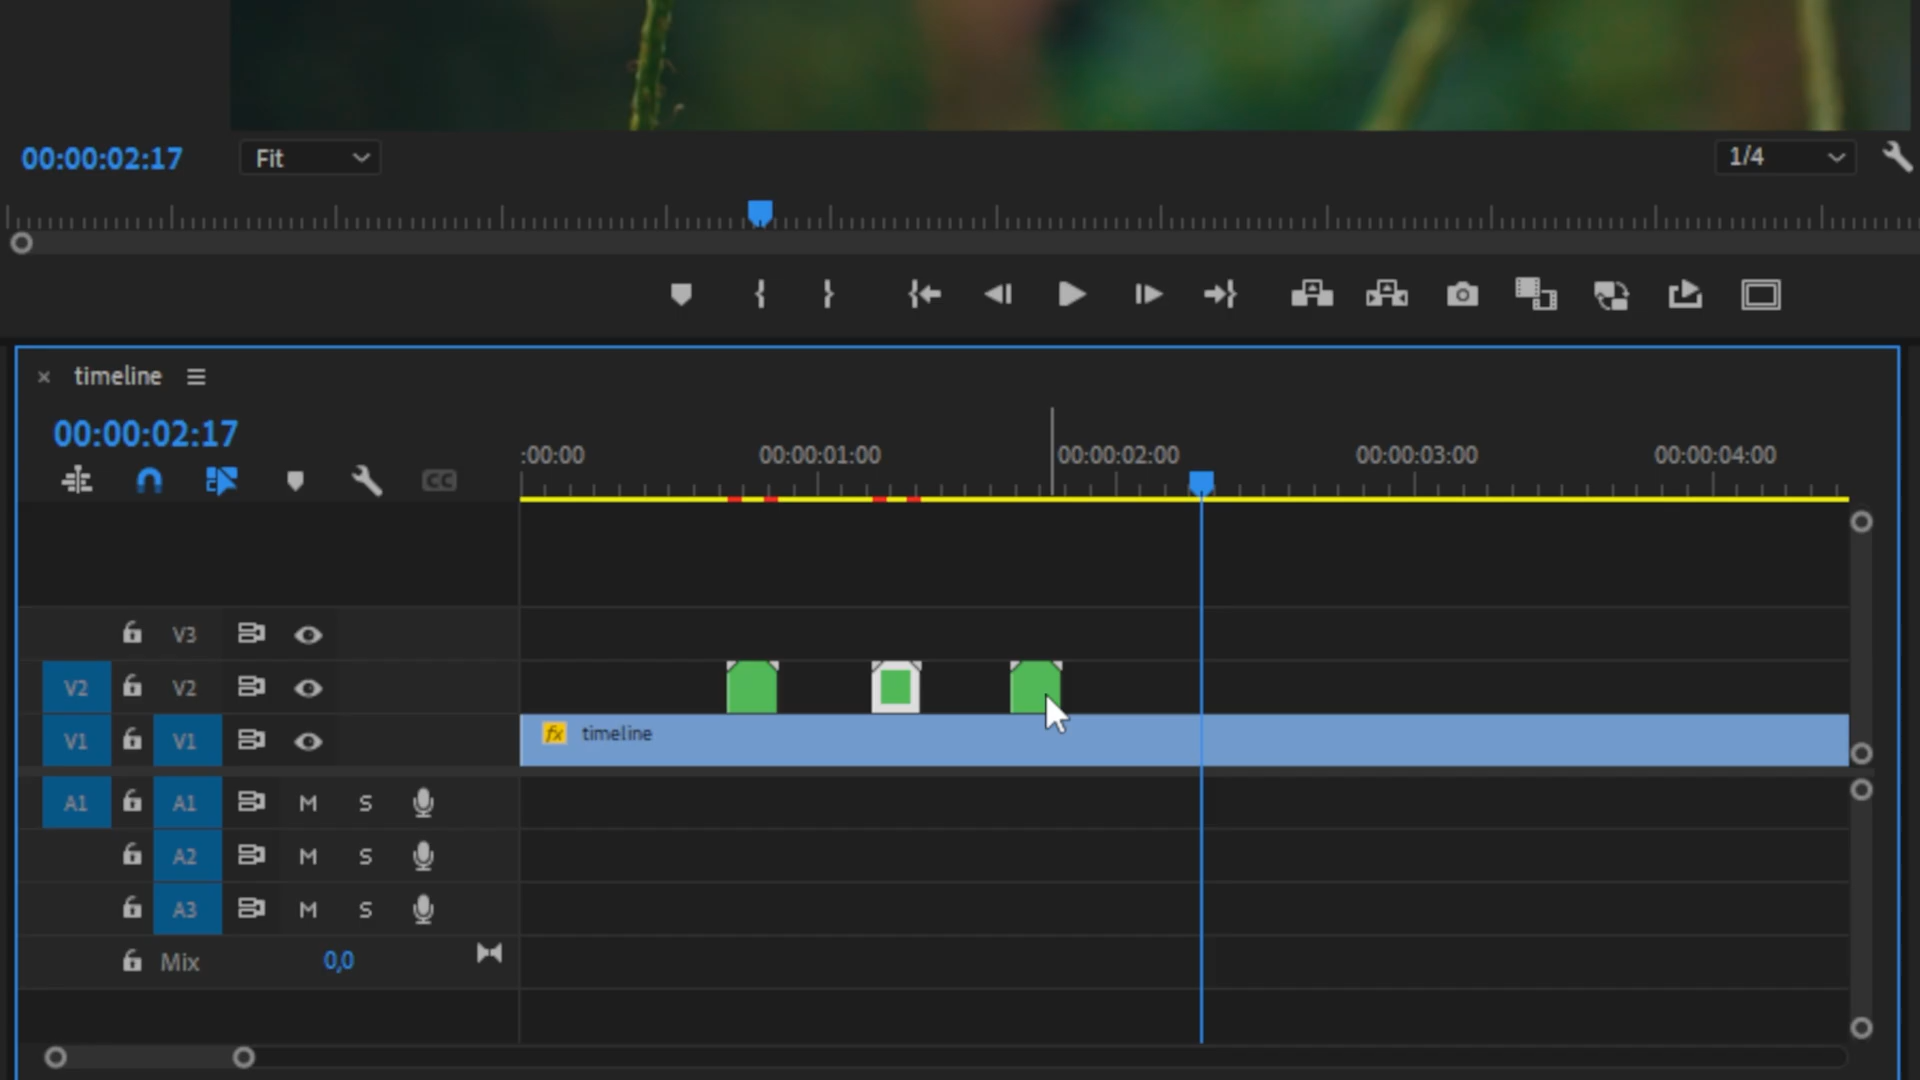 00:00:02:17 Fit 1/4
timeline
00:00:02:17
:00:00 00:00:01:00 00:00:02:00 00:00:03:00 00:00:04:00
CC
V3
V2 V2
V1 V1 fx timeline
A1 A1 M S
A2 M S
A3 M S
Mix 0,0